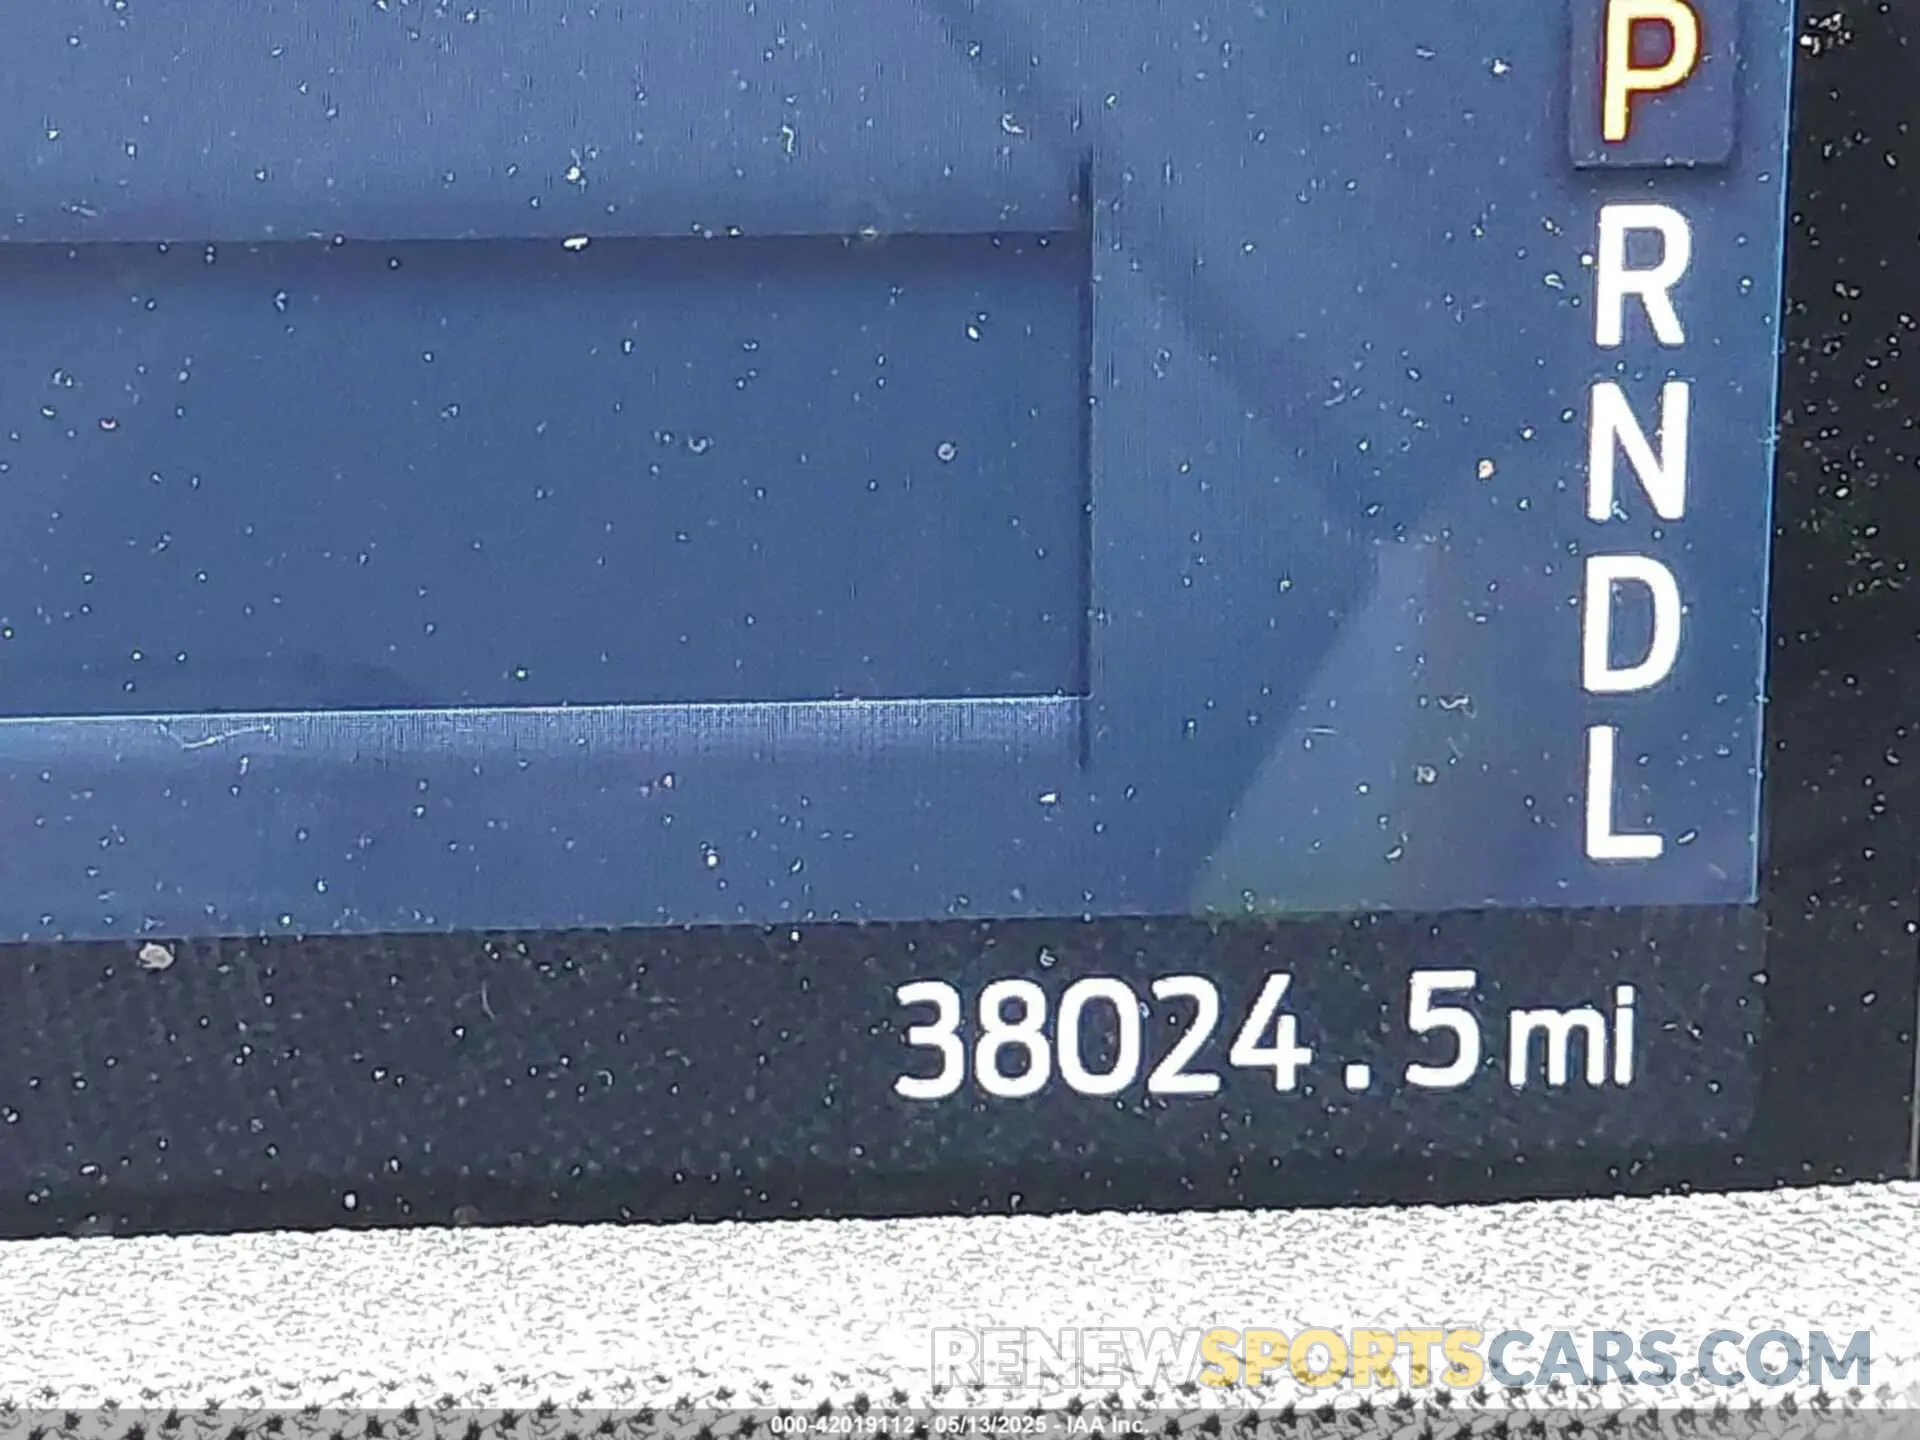 P
R
N
D
L
38024.5 mi
RENEWSPORTSCARS.COM
000-42019112 - 05/13/2025 - IAA Inc.